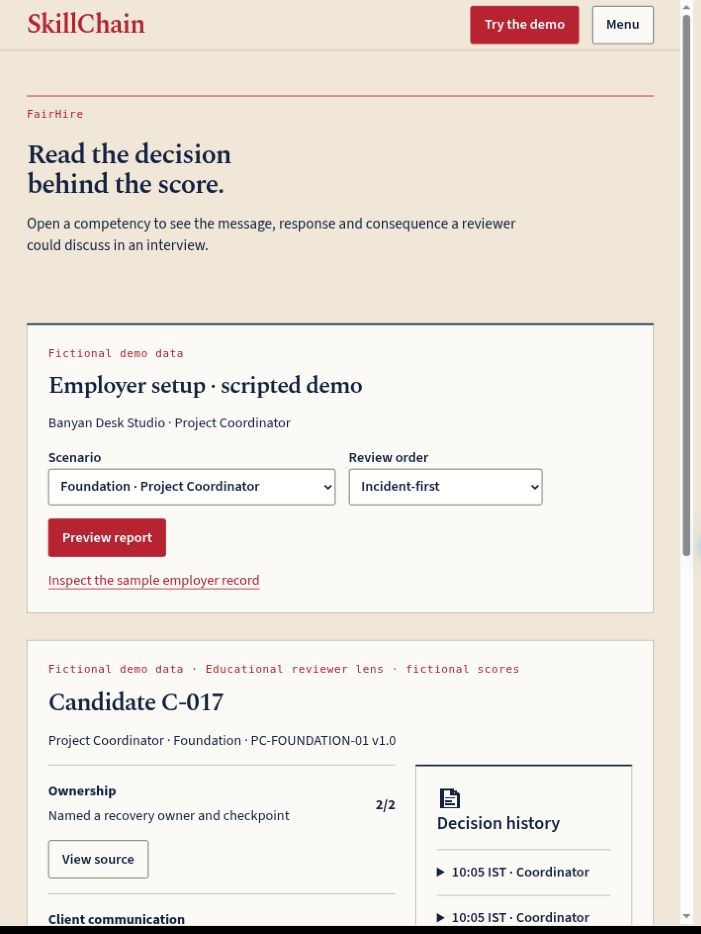 SkillChain
Try the demo
Menu
FairHire
Read the decision
behind the score.
Open a competency to see the message, response and consequence a reviewer
could discuss in an interview.
Fictional demo data
Employer setup · scripted demo
Banyan Desk Studio · Project Coordinator
Scenario
Review order
Foundation · Project Coordinator
Incident-first
Preview report
Inspect the sample employer record
Fictional demo data · Educational reviewer lens · fictional scores
Candidate C-017
Project Coordinator · Foundation · PC-FOUNDATION-01 v1.0
Ownership
Named a recovery owner and checkpoint
2/2
View source
Client communication
Decision history
10:05 IST · Coordinator
10:05 IST · Coordinator